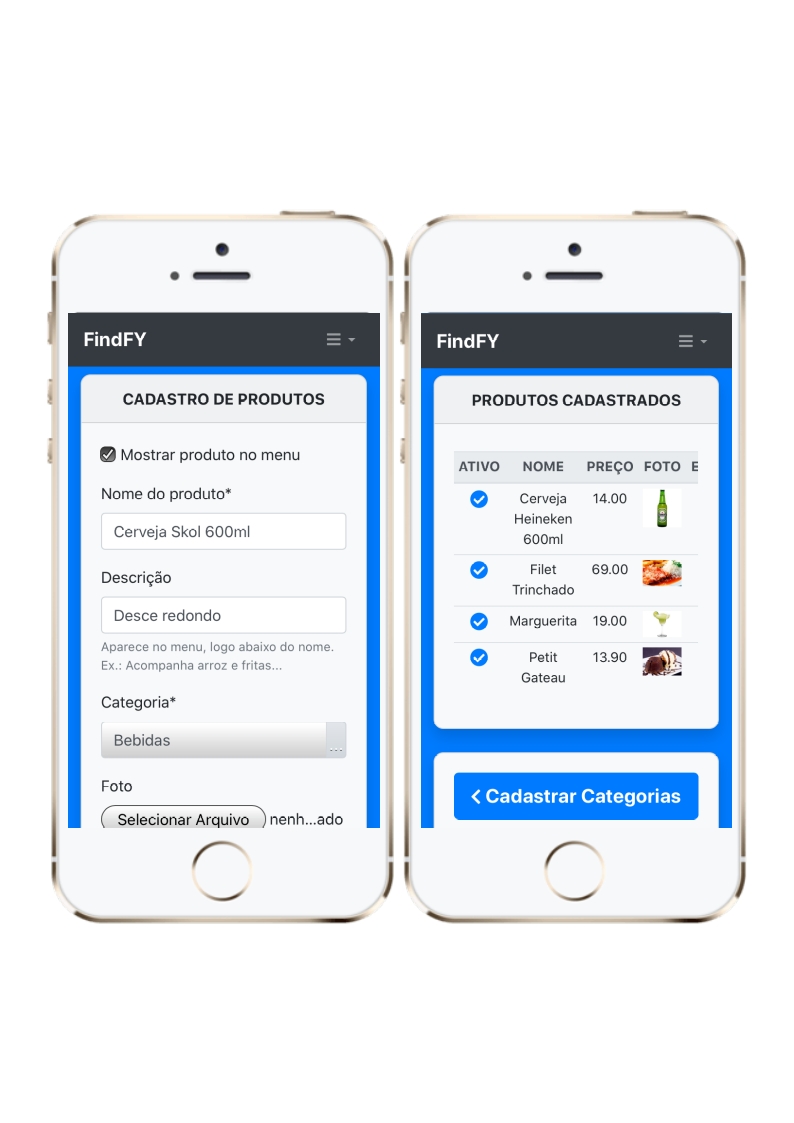 FindFY
CADASTRO DE PRODUTOS
Mostrar produto no menu
Nome do produto*
Cerveja Skol 600ml
Descrição
Desce redondo
Aparece no menu, logo abaixo do nome.
Ex.: Acompanha arroz e fritas...
Categoria*
Bebidas
...
Foto
Selecionar Arquivo nenh...ado
FindFY
PRODUTOS CADASTRADOS
ATIVO NOME PREÇO FOTO E
Cerveja 14.00
Heineken
600ml
Filet 69.00
Trinchado
Marguerita 19.00
Petit 13.90
Gateau
Cadastrar Categorias